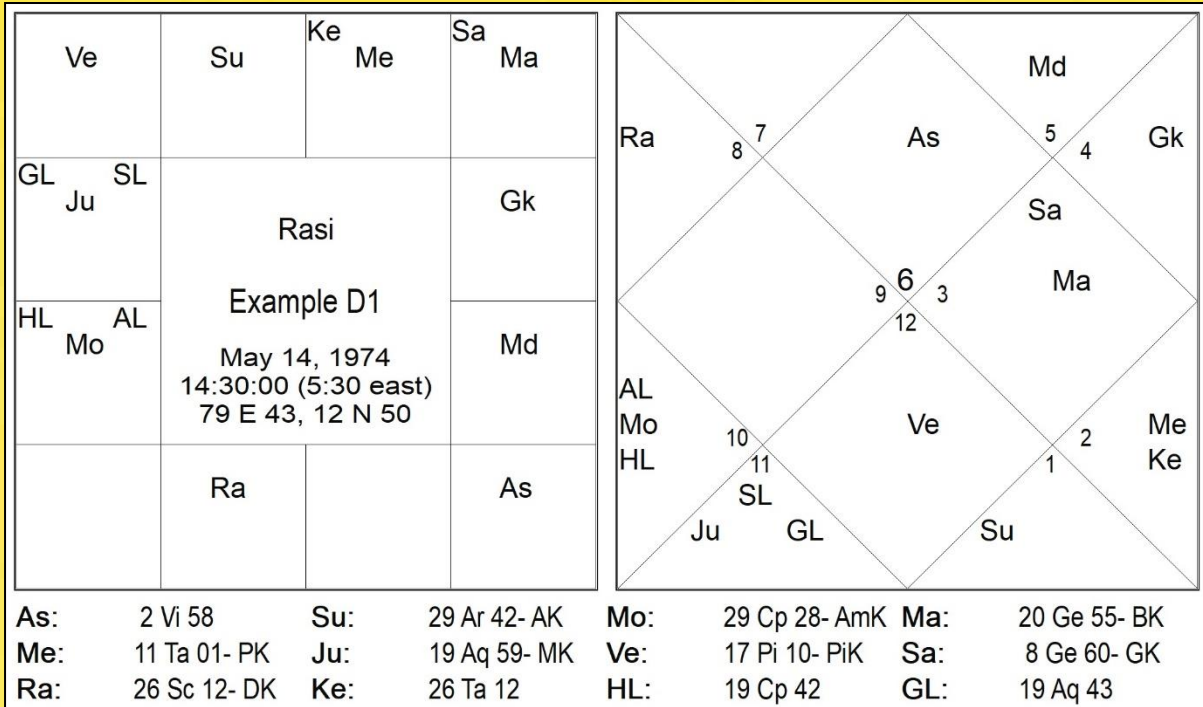 Ve Su Ke Me Sa Ma
GL SL
Ju
Gk
Rasi
Example D1
HL AL
Mo
May 14, 1974
14:30:00 (5:30 east)
79 E 43, 12 N 50
Md
Ra As
Md
Ra 7 8 As 5 4 Gk
Sa
6
9 3 Ma
12
AL
Mo
HL
10
11
Ve
2
1
Me
Ke
SL
Ju GL Su
As: 2 Vi 58 Su: 29 Ar 42- AK Mo: 29 Cp 28- AmK Ma: 20 Ge 55- BK
Me: 11 Ta 01- PK Ju: 19 Aq 59- MK Ve: 17 Pi 10- PiK Sa: 8 Ge 60- GK
Ra: 26 Sc 12- DK Ke: 26 Ta 12 HL: 19 Cp 42 GL: 19 Aq 43